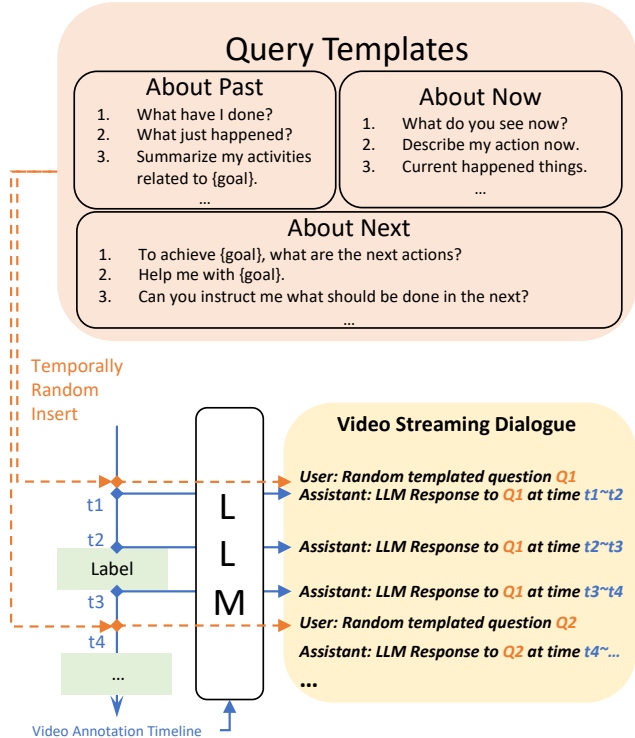 Query Templates
About Past
1. What have I done?
2. What just happened?
3. Summarize my activities
related to {goal}.
...
About Now
1. What do you see now?
2. Describe my action now.
3. Current happened things.
...
About Next
1. To achieve {goal}, what are the next actions?
2. Help me with {goal}.
3. Can you instruct me what should be done in the next?
...
Temporally
Random
Insert
t1
t2
Label
t3
t4
...
Video Annotation Timeline
L
L
M
Video Streaming Dialogue
User: Random templated question Q1
Assistant: LLM Response to Q1 at time t1~t2
Assistant: LLM Response to Q1 at time t2~t3
Assistant: LLM Response to Q1 at time t3~t4
User: Random templated question Q2
Assistant: LLM Response to Q2 at time t4~...
...